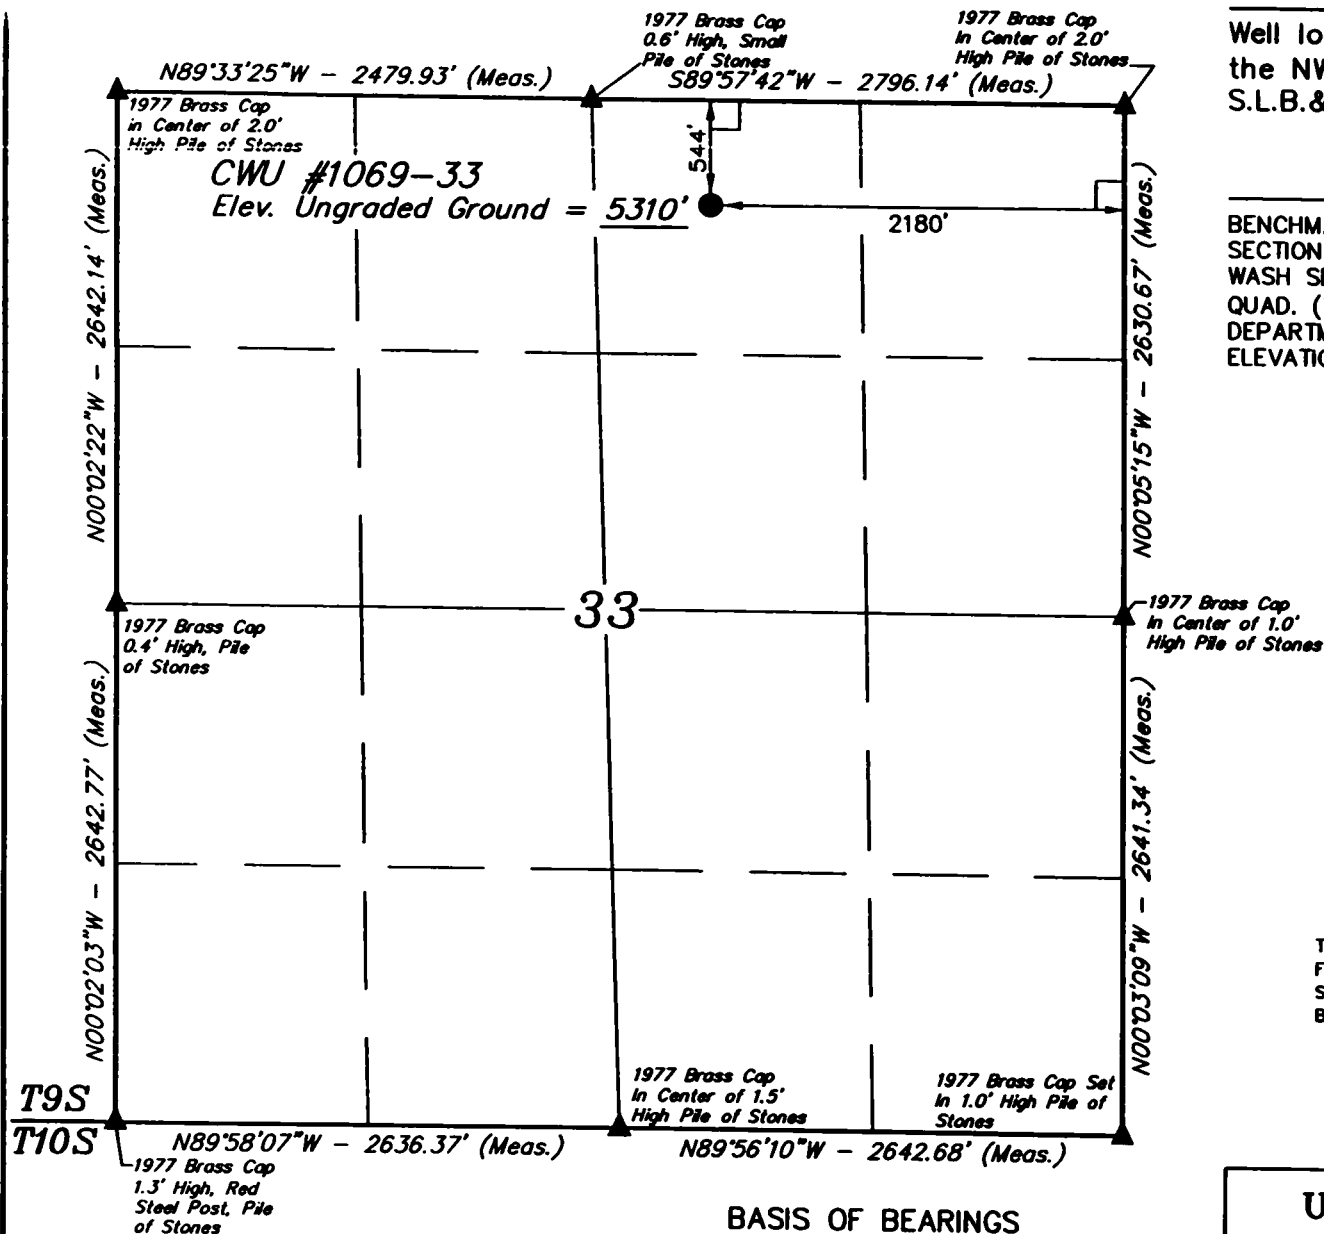 1977 Brass Cap
0.6' High, Small
Pile of Stones
1977 Brass Cap
In Center of 2.0'
High Pile of Stones
Well lo
the NW
S.L.B.&
N89°33'25"W - 2479.93' (Meas.)
S89°57'42"W - 2796.14' (Meas.)
1977 Brass Cap
in Center of 2.0'
High Pile of Stones
544'
CWU #1069-33
Elev. Ungraded Ground = 5310'
2180'
BENCHM
SECTION
WASH S
QUAD. (
DEPARTM
ELEVATIO
N00°02'22"W - 2642.14' (Meas.)
N00°05'15"W - 2630.67' (Meas.)
33
1977 Brass Cap
0.4' High, Pile
of Stones
1977 Brass Cap
In Center of 1.0'
High Pile of Stones
N00°02'03"W - 2642.77' (Meas.)
N00°03'09"W - 2641.34' (Meas.)
T
F
S
B
1977 Brass Cap
In Center of 1.5'
High Pile of Stones
1977 Brass Cap Set
In 1.0' High Pile of
Stones
T9S
T10S
N89°58'07"W - 2636.37' (Meas.)
N89°56'10"W - 2642.68' (Meas.)
1977 Brass Cap
1.3' High, Red
Steel Post, Pile
of Stones
BASIS OF BEARINGS
U